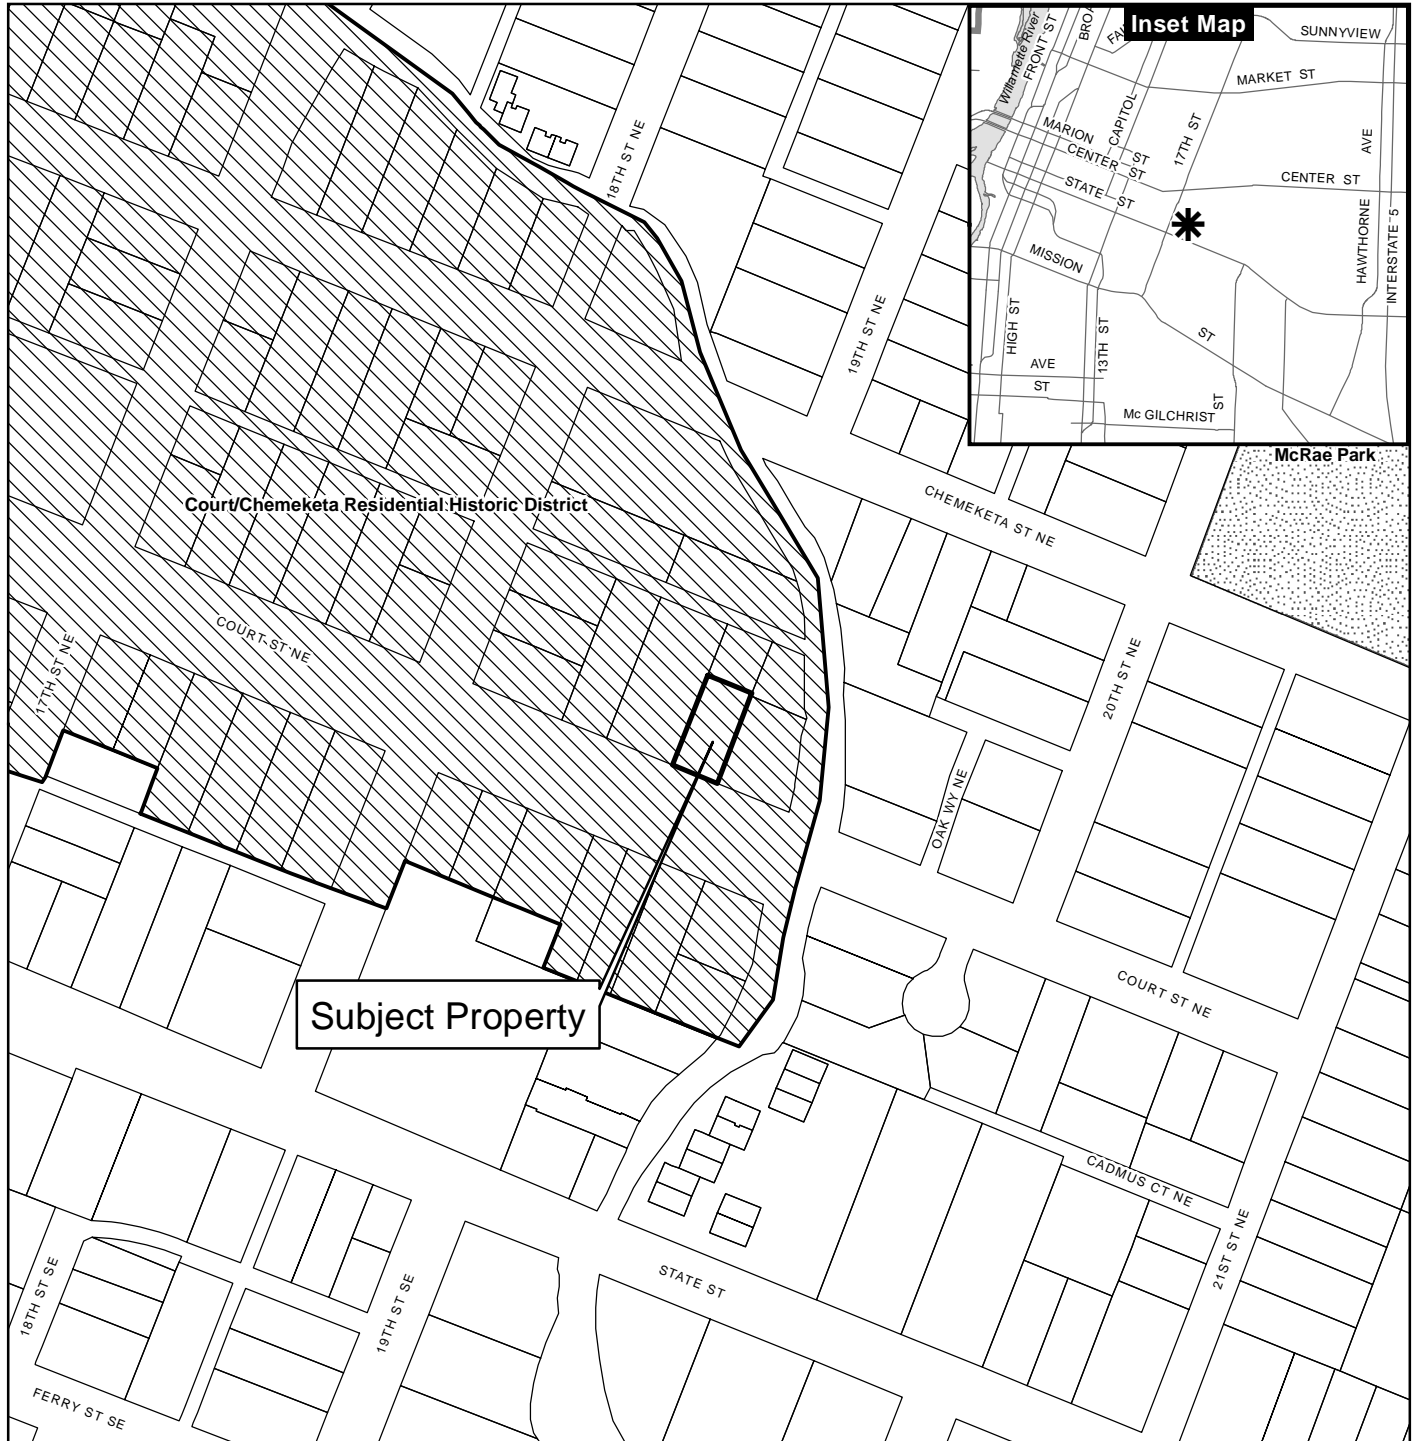 Inset Map
Willamette River
FRONT ST
SUNNYVIEW
MARKET ST
CAPITOL
17TH ST
MARION ST
CENTER ST
STATE ST
AVE
CENTER ST
HAWTHORNE
INTERSTATE 5
MISSION
ST
HIGH ST
13TH ST
AVE
ST
ST
Mc GILCHRIST
McRae Park
18TH ST NE
19TH ST NE
CHEMEKETA ST NE
Court/Chemeketa Residential Historic District
COURT ST NE
17TH ST NE
20TH ST NE
OAK WY NE
COURT ST NE
Subject Property
CADMUS CT NE
21ST ST NE
STATE ST
18TH ST SE
19TH ST SE
FERRY ST SE